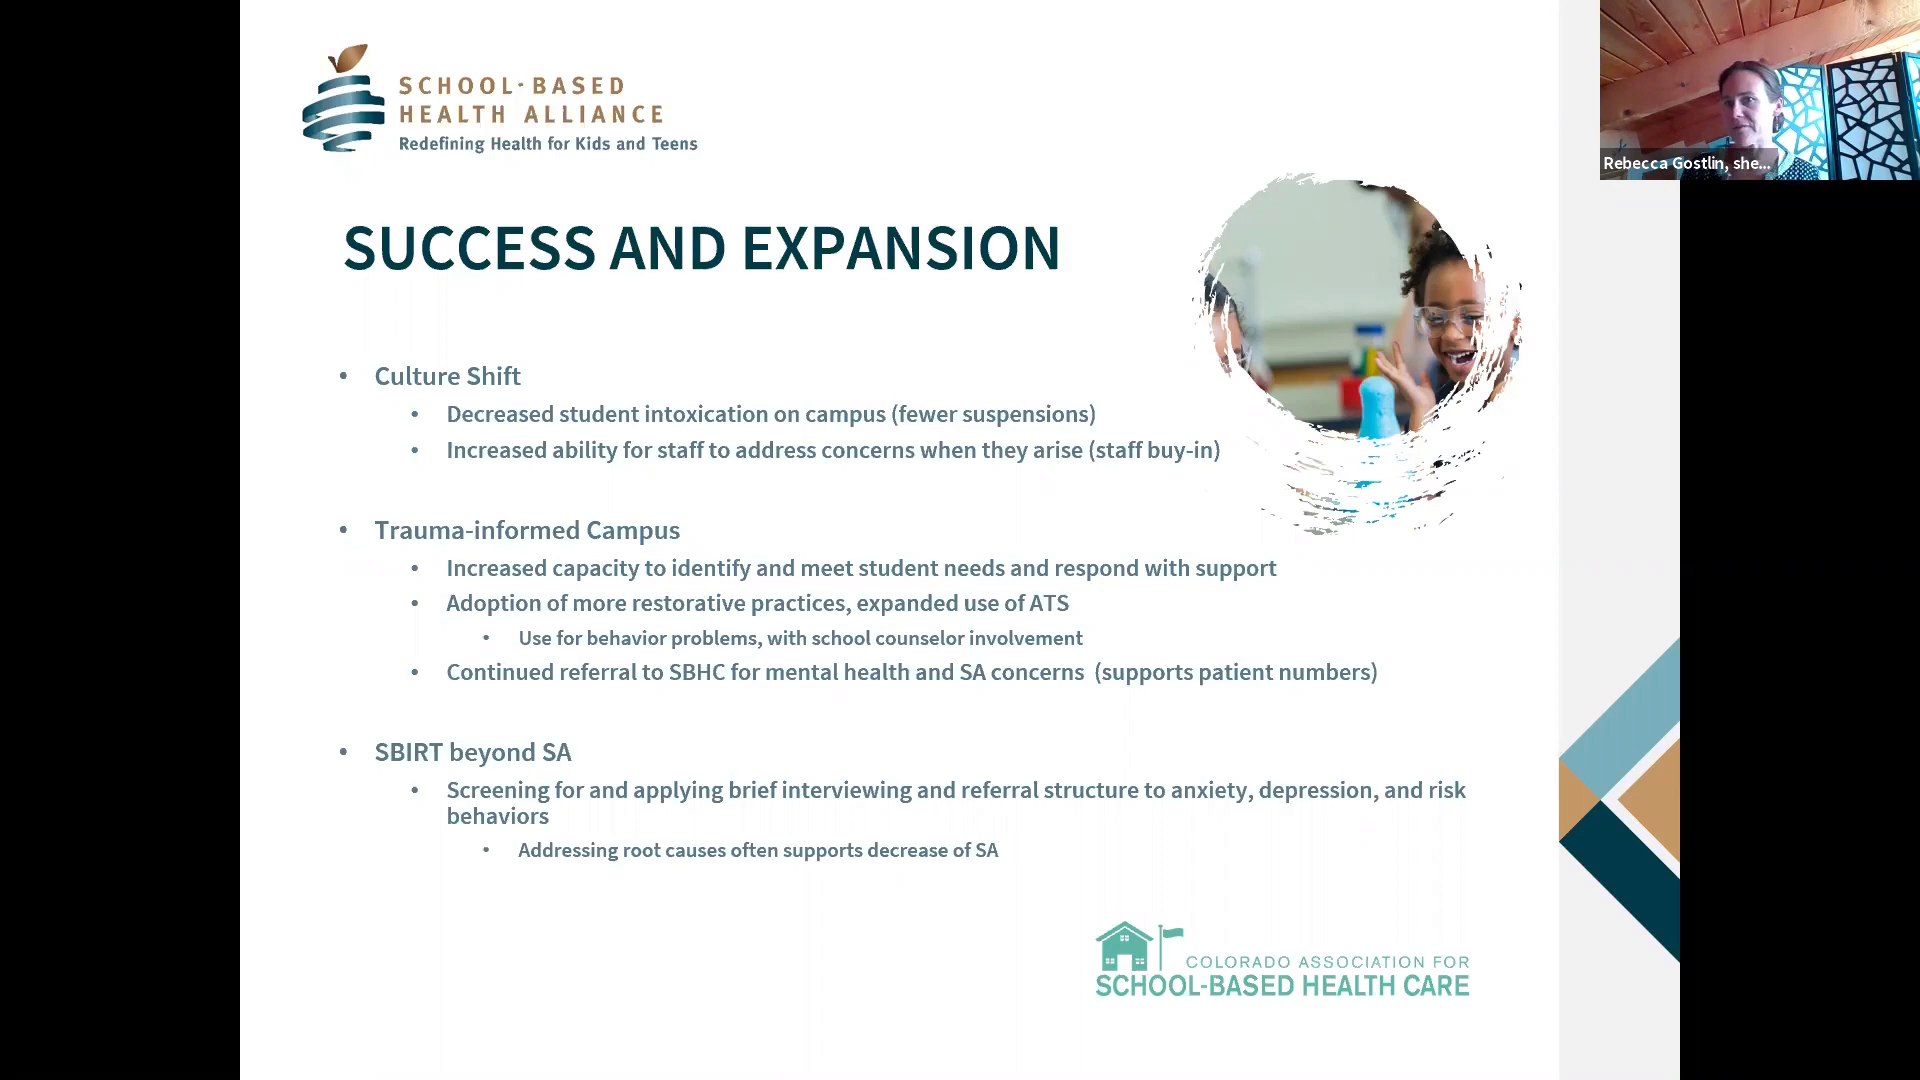 SCHOOL-BASED
HEALTH ALLIANCE
Redefining Health for Kids and Teens
Rebecca Gostlin, she...
SUCCESS AND EXPANSION
• Culture Shift
• Decreased student intoxication on campus (fewer suspensions)
• Increased ability for staff to address concerns when they arise (staff buy-in)
• Trauma-informed Campus
• Increased capacity to identify and meet student needs and respond with support
• Adoption of more restorative practices, expanded use of ATS
• Use for behavior problems, with school counselor involvement
• Continued referral to SBHC for mental health and SA concerns (supports patient numbers)
• SBIRT beyond SA
• Screening for and applying brief interviewing and referral structure to anxiety, depression, and risk
behaviors
• Addressing root causes often supports decrease of SA
COLORADO ASSOCIATION FOR
SCHOOL-BASED HEALTH CARE